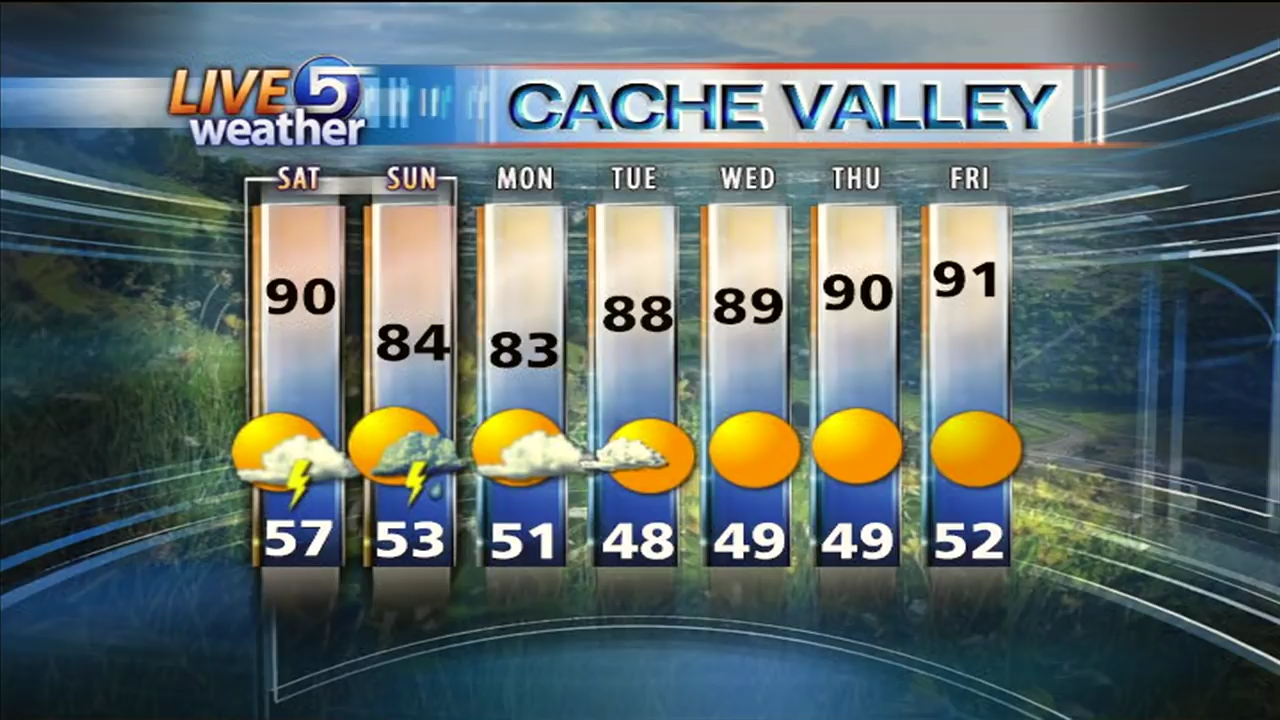 LIVE 5
weather
CACHE VALLEY
SAT SUN MON TUE WED THU FRI
90 84 83 88 89 90 91
57 53 51 48 49 49 52